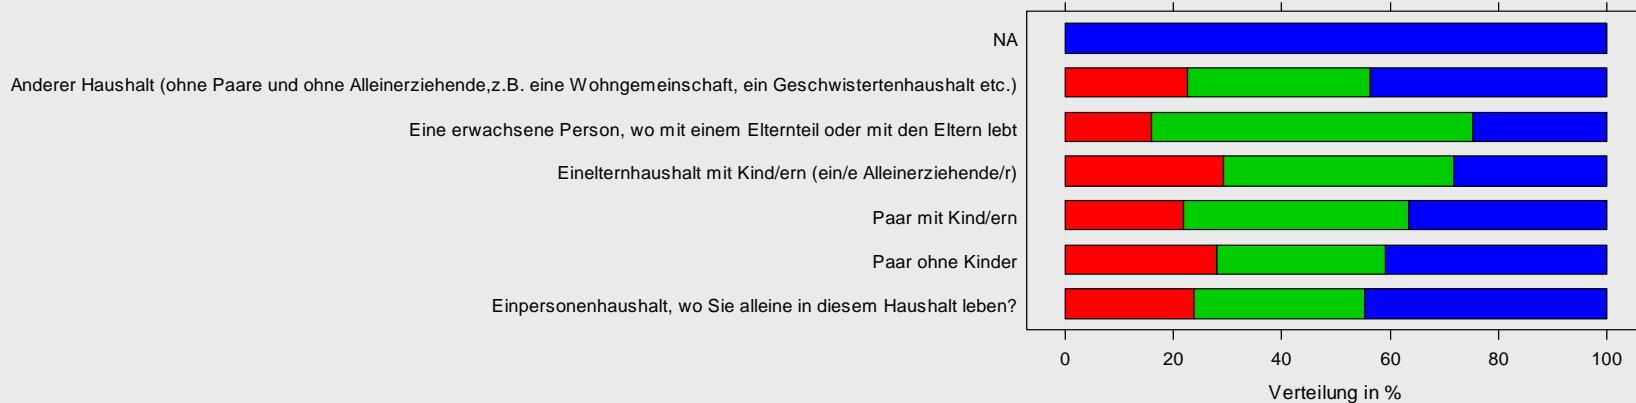 NA
Anderer Haushalt (ohne Paare und ohne Alleinerziehende,z.B. eine Wohngemeinschaft, ein Geschwistertenhaushalt etc.)
Eine erwachsene Person, wo mit einem Elternteil oder mit den Eltern lebt
Einelternhaushalt mit Kind/ern (ein/e Alleinerziehende/r)
Paar mit Kind/ern
Paar ohne Kinder
Einpersonenhaushalt, wo Sie alleine in diesem Haushalt leben?
0 20 40 60 80 100
Verteilung in %